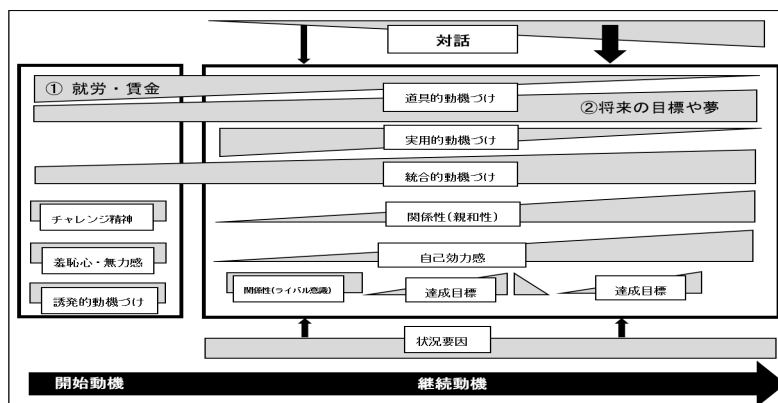 対話
① 就労・賃金
道具的動機づけ
②将来の目標や夢
実用的動機づけ
統合的動機づけ
チャレンジ精神
関係性(親和性)
羞恥心・無力感
自己効力感
誘発的動機づけ
関係性(ライバル意識)
達成目標
達成目標
状況要因
開始動機
継続動機